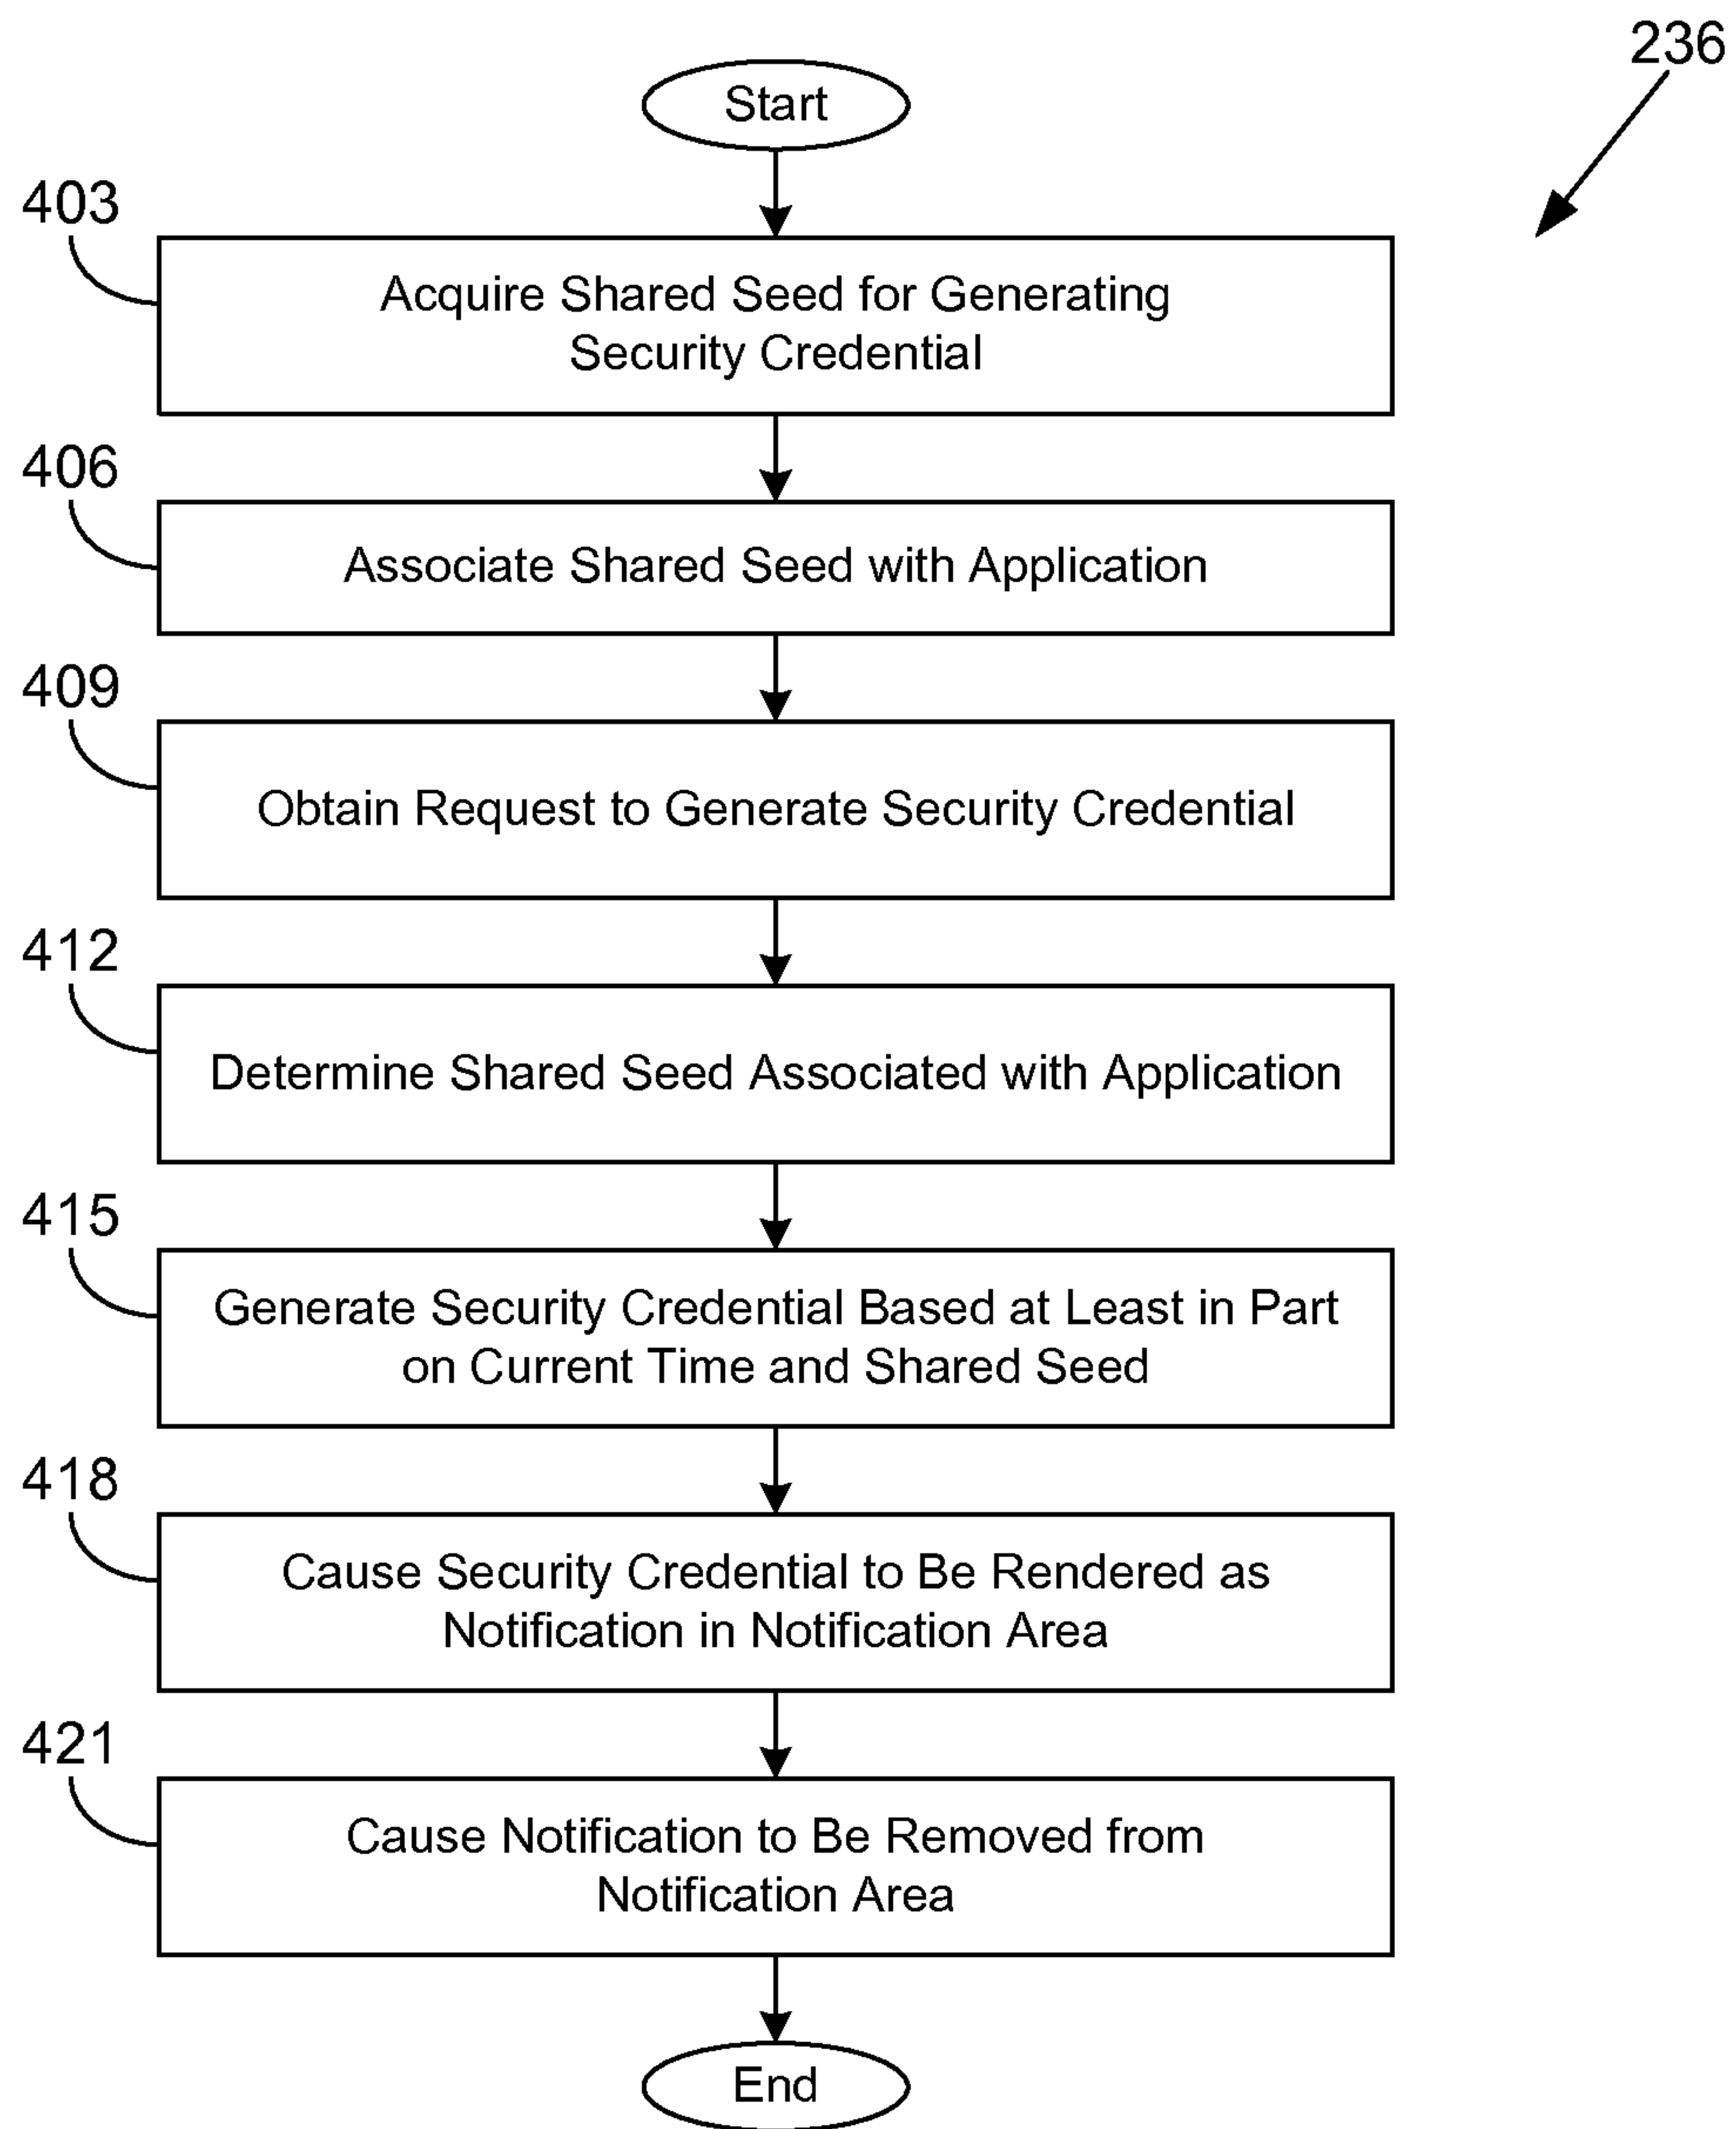 236
Start
403
Acquire Shared Seed for Generating
Security Credential
406
Associate Shared Seed with Application
409
Obtain Request to Generate Security Credential
412
Determine Shared Seed Associated with Application
415
Generate Security Credential Based at Least in Part
on Current Time and Shared Seed
418
Cause Security Credential to Be Rendered as
Notification in Notification Area
421
Cause Notification to Be Removed from
Notification Area
End